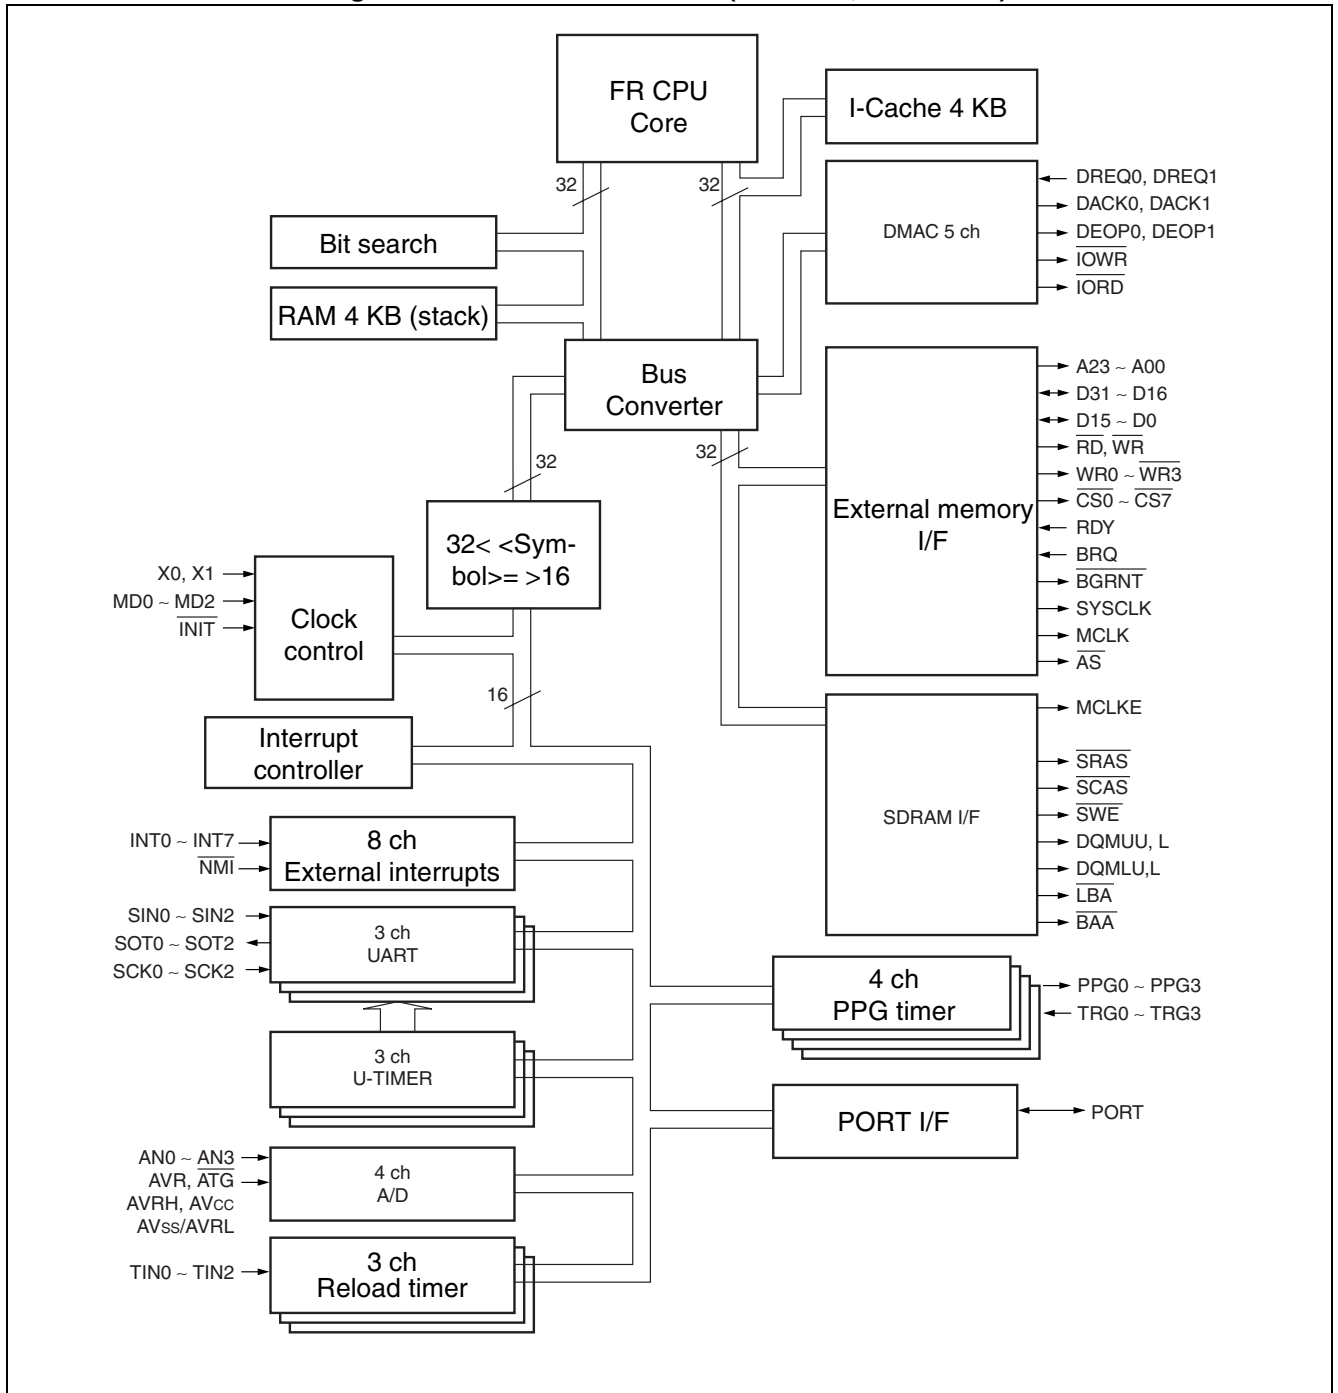 FR CPU
Core
I-Cache 4 KB
32
32
DREQ0, DREQ1
DACK0, DACK1
DMAC 5 ch
DEOP0, DEOP1
IOWR
IORD
Bit search
RAM 4 KB (stack)
Bus
Converter
A23 ~ A00
D31 ~ D16
D15 ~ D0
RD, WR
WR0 ~ WR3
CS0 ~ CS7
RDY
BRQ
BGRNT
SYSCLK
MCLK
AS
External memory
I/F
32
32
32< <Sym-
bol>= >16
X0, X1
MD0 ~ MD2
INIT
Clock
control
16
Interrupt
controller
MCLKE
SRAS
SCAS
SWE
DQMUU, L
DQMLU,L
LBA
BAA
SDRAM I/F
INT0 ~ INT7
NMI
8 ch
External interrupts
SIN0 ~ SIN2
SOT0 ~ SOT2
SCK0 ~ SCK2
3 ch
UART
4 ch
PPG timer
PPG0 ~ PPG3
TRG0 ~ TRG3
3 ch
U-TIMER
PORT I/F
PORT
AN0 ~ AN3
AVR, ATG
AVRH, AVCC
AVSS/AVRL
4 ch
A/D
TIN0 ~ TIN2
3 ch
Reload timer